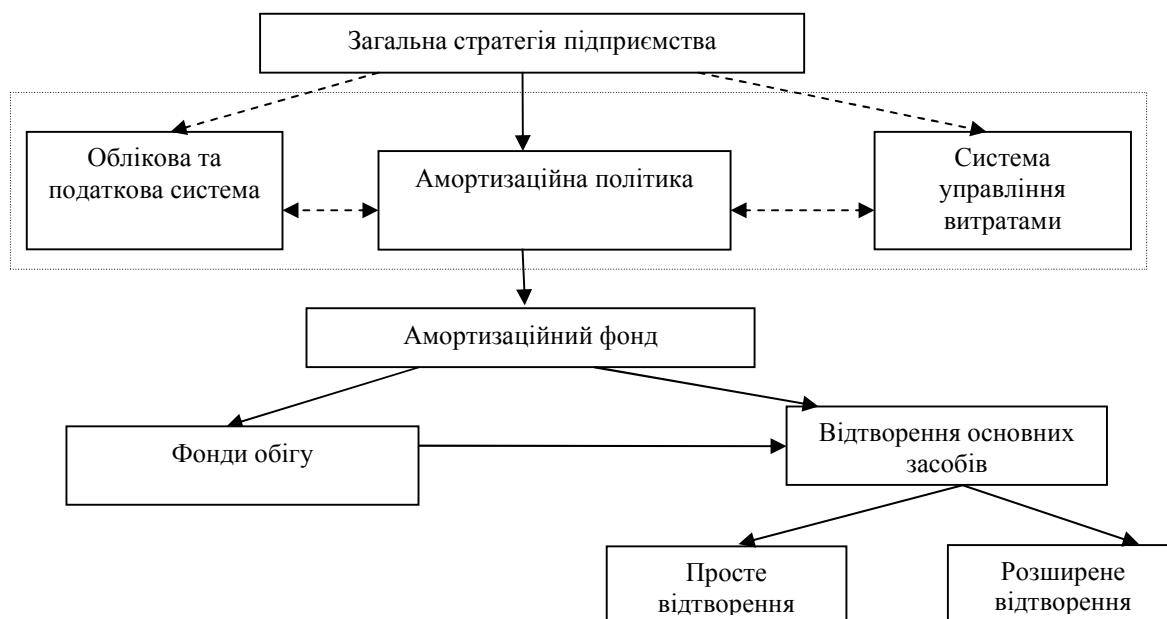 Загальна стратегія підприємства
Облікова та
податкова система
Амортизаційна політика
Система
управління
витратами
Амортизаційний фонд
Фонди обігу
Відтворення основних
засобів
Просте
відтворення
Розширене
відтворення